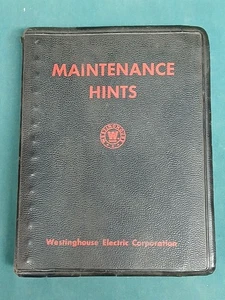 MAINTENANCE
HINTS
Westinghouse Electric Corporation